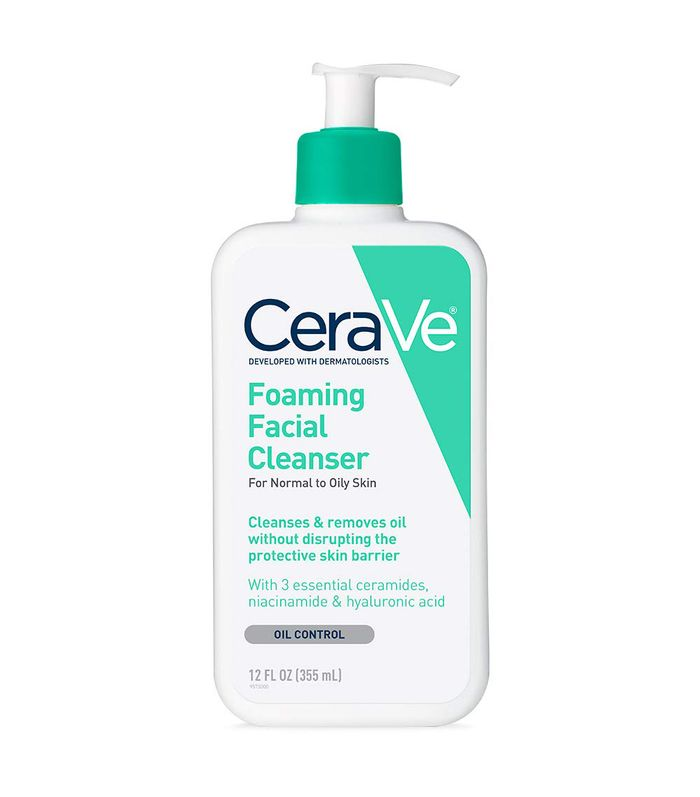 CeraVe®
DEVELOPED WITH DERMATOLOGISTS
Foaming
Facial
Cleanser
For Normal to Oily Skin
Cleanses & removes oil
without disrupting the
protective skin barrier
With 3 essential ceramides,
niacinamide & hyaluronic acid
OIL CONTROL
12 FL OZ (355 mL)